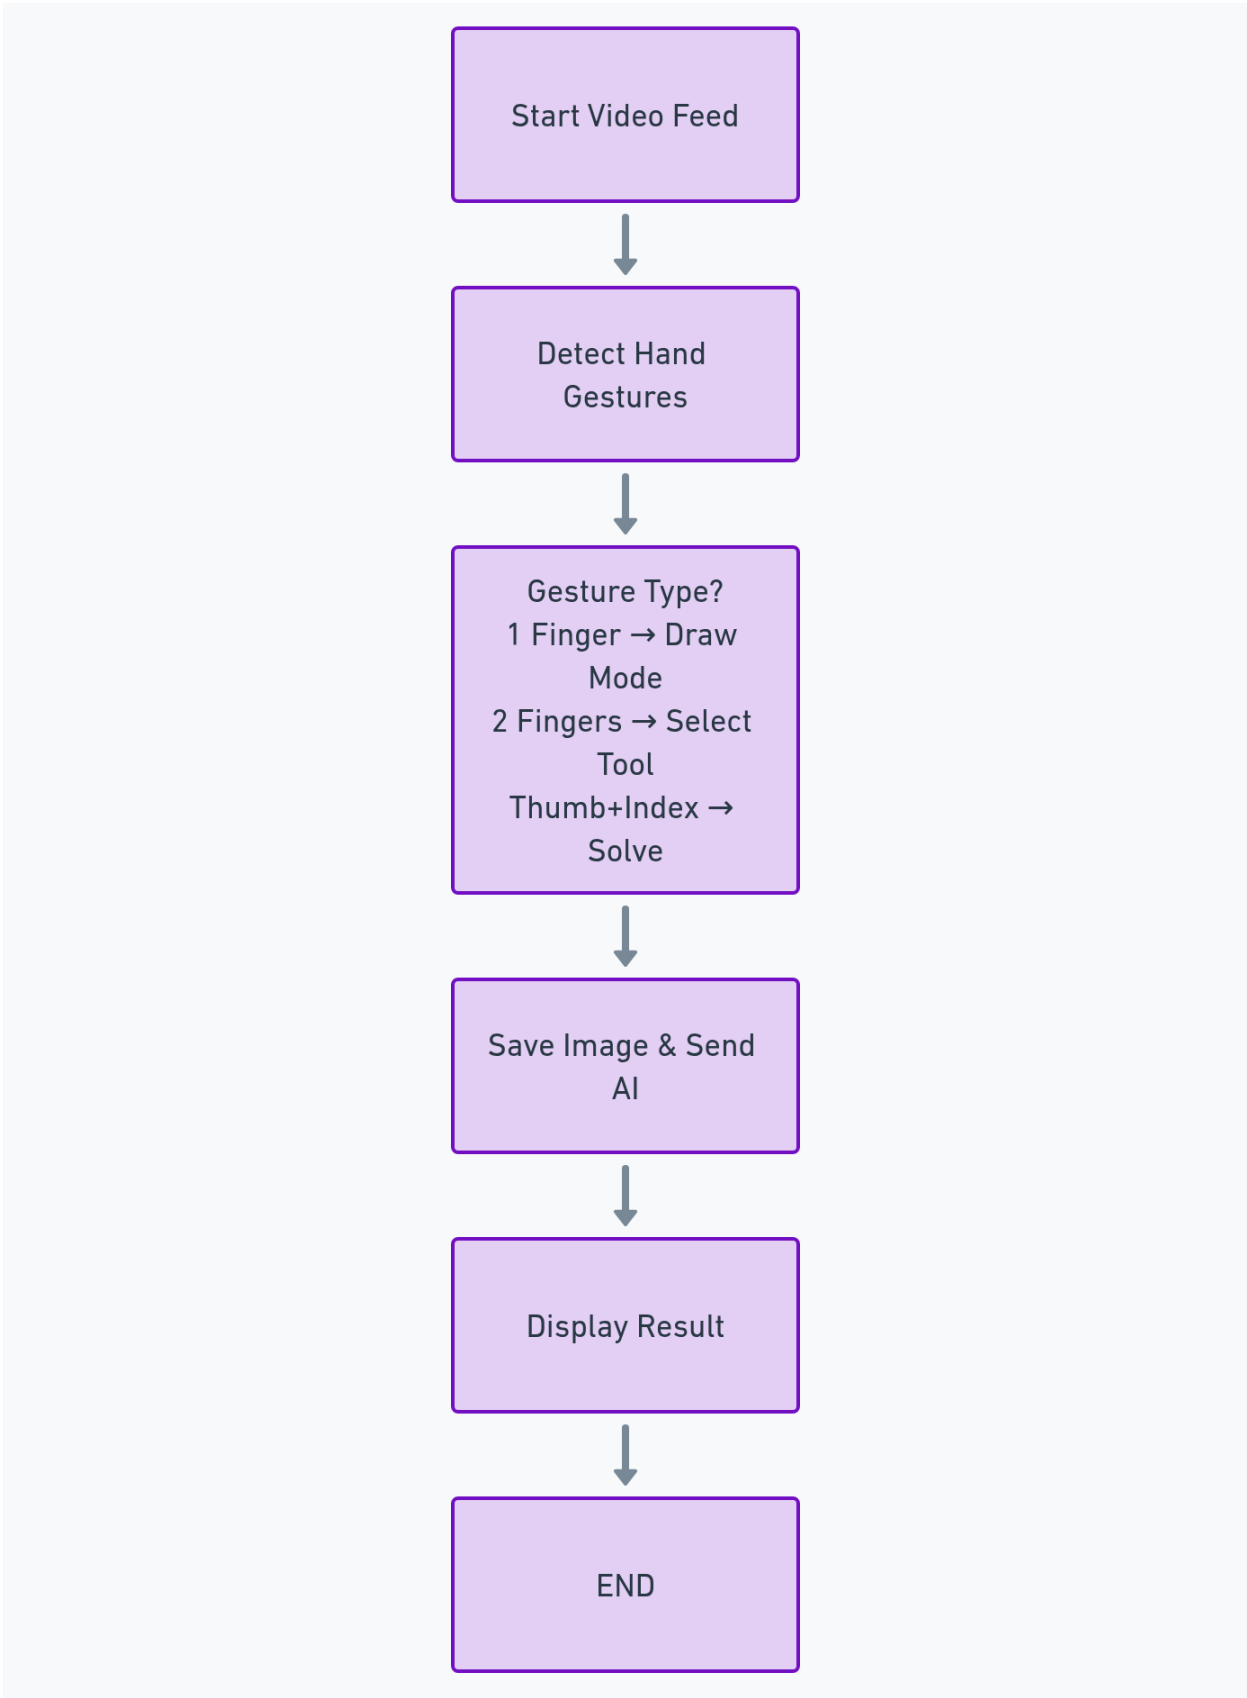 Start Video Feed
Detect Hand
Gestures
Gesture Type?
1 Finger → Draw
Mode
2 Fingers → Select
Tool
Thumb+Index →
Solve
Save Image & Send
AI
Display Result
END